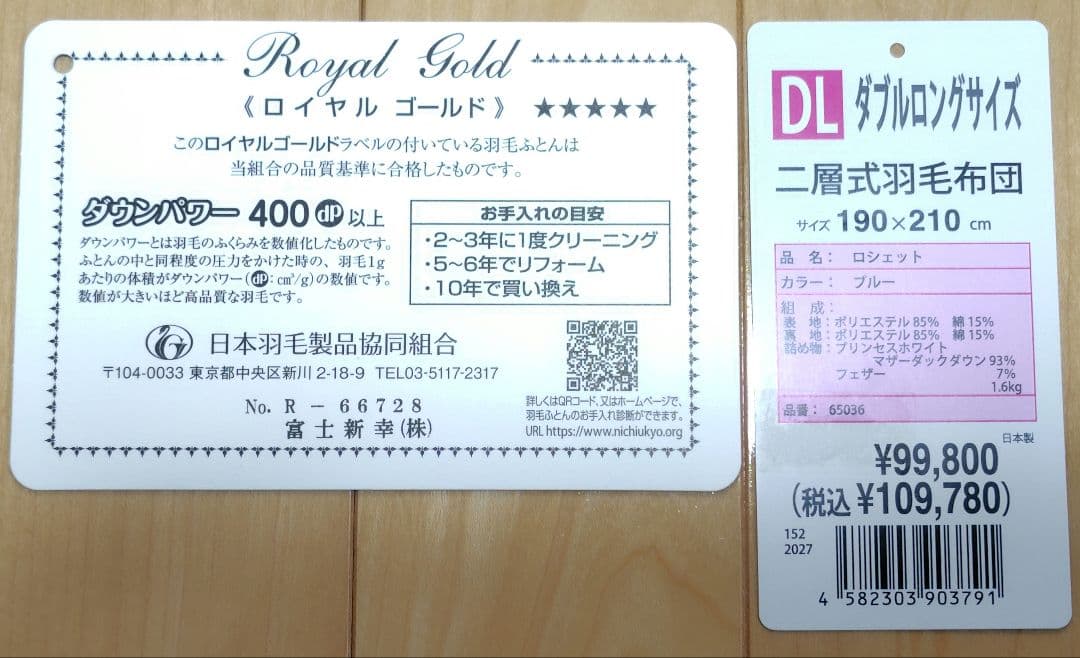 Royal Gold
《ロイヤル ゴールド》 ★★★★★
このロイヤルゴールドラベルの付いている羽毛ふとんは
当組合の品質基準に合格したものです。
ダウンパワー 400 dP 以上
ダウンパワーとは羽毛のふくらみを数値化したものです。
ふとんの中と同程度の圧力をかけた時の、羽毛1g
あたりの体積がダウンパワー(dP:cm³/g)の数値です。
数値が大きいほど高品質な羽毛です。
お手入れの目安
・2〜3年に1度クリーニング
・5〜6年でリフォーム
・10年で買い換え
日本羽毛製品協同組合
〒104-0033 東京都中央区新川2-18-9 TEL03-5117-2317
No. R － 66728
富士新幸(株)
詳しくはQRコード、又はホームページで、
羽毛ふとんのお手入れ診断ができます。
URL https://www.nichiukyo.org
DL ダブルロングサイズ
二層式羽毛布団
サイズ 190×210 cm
品 名： ロシェット
カラー： ブルー
組 成：
表 地：ポリエステル 85% 綿 15%
裏 地：ポリエステル 85% 綿 15%
詰め物：プリンセスホワイト
マザーダックダウン 93%
フェザー 7%
1.6kg
品番： 65036
日本製
¥99,800
(税込 ¥109,780)
152
2027
4 582303 903791